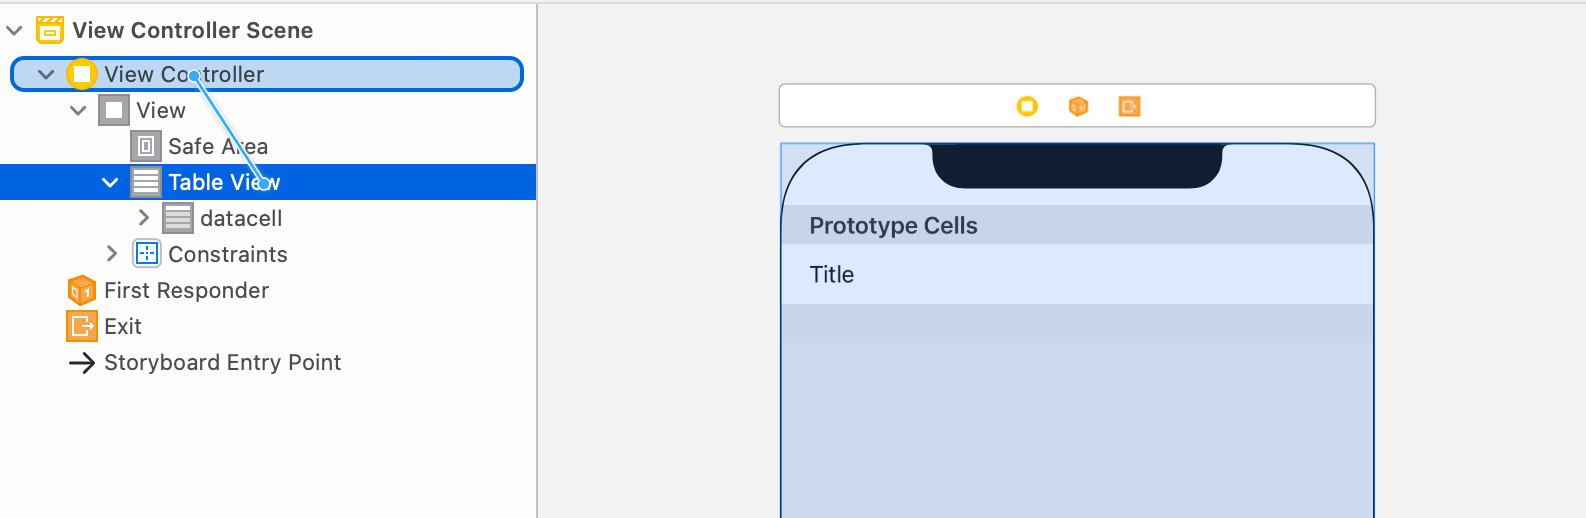 View Controller Scene
View Controller
View
Safe Area
Table View
datacell
Constraints
First Responder
Exit
Storyboard Entry Point
Prototype Cells
Title